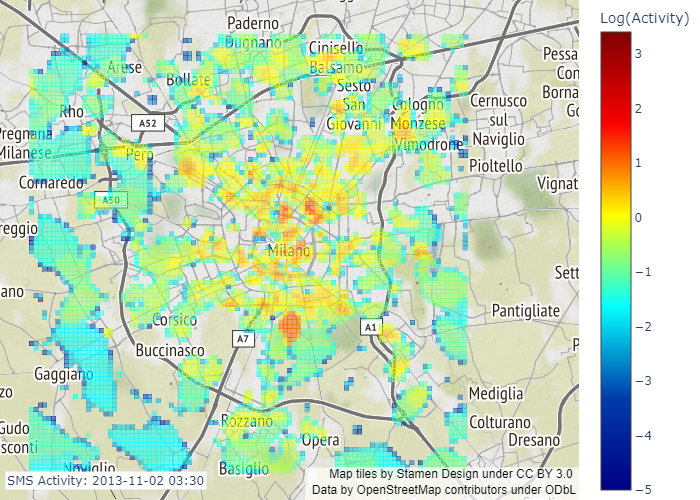 Log(Activity)
3
2
1
0
−1
−2
−3
−4
−5
Paderno
Dugnano
Cinisello
Balsamo
Arese
Bollate
Sesto
San
Giovanni
Cologno
Monzese
Vimodrone
Cernusco
sul
Naviglio
Pioltello
Pessa
Con
Borna
Go
Rho
A52
Pregnana
Milanese
Pero
Cornaredo
A50
Vignat
reggio
Milano
Sett
ano
Corsico
A7
A1
Pantigliate
Buccinasco
P
Gaggiano
zzo
Mediglia
Rozzano
Colturano
Gudo
sconti
Opera
Dresano
Noviglio
Basiglio
SMS Activity: 2013-11-02 03:30
Map tiles by Stamen Design under CC BY 3.0
Data by OpenStreetMap contributors under ODbL